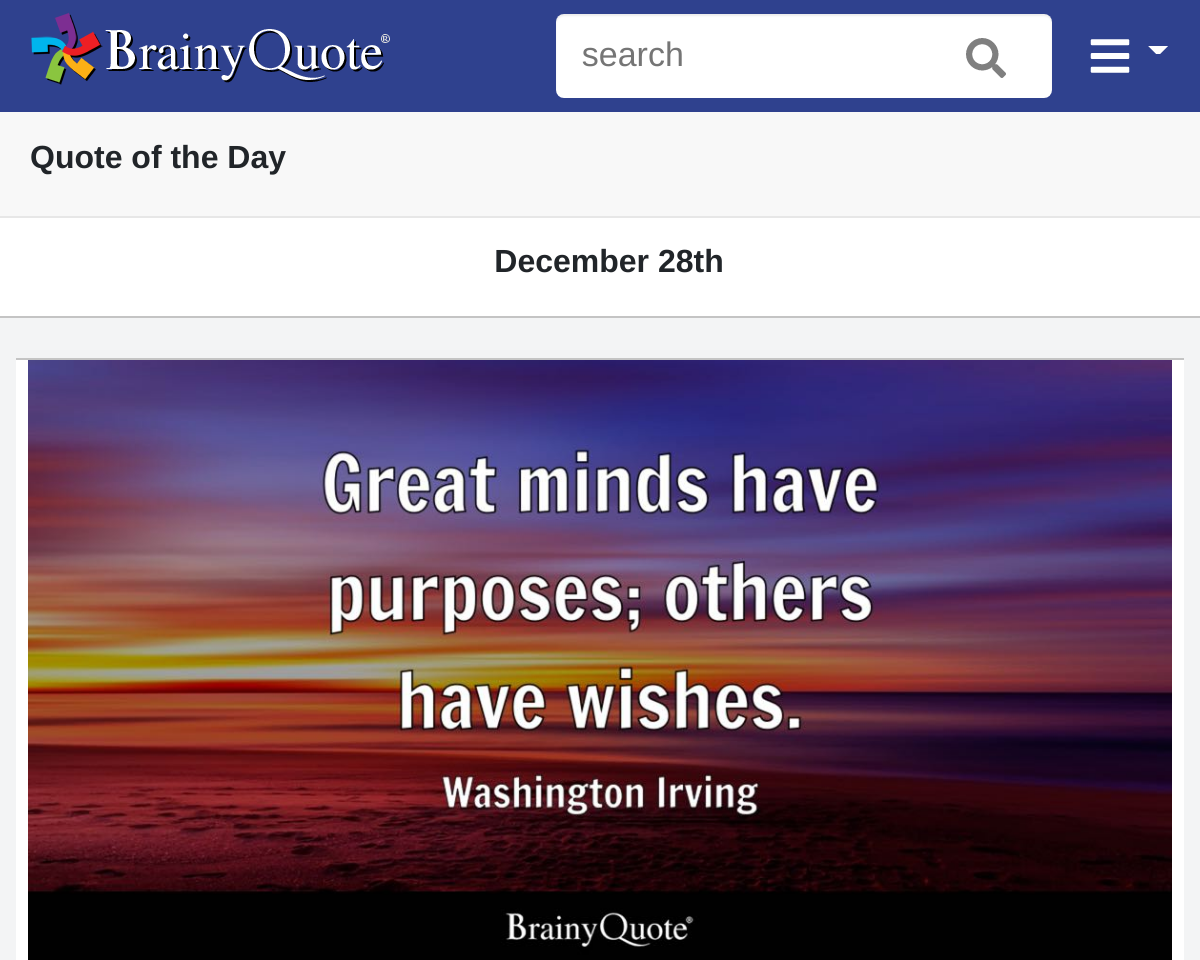 BrainyQuote®
search
Quote of the Day
December 28th
Great minds have
purposes; others
have wishes.
Washington Irving
BrainyQuote®